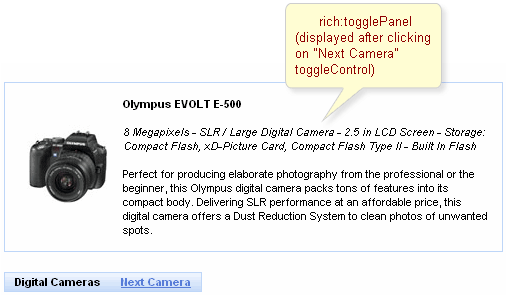 rich:togglePanel
(displayed after clicking
on "Next Camera"
toggleControl)
Olympus EVOLT E-500
8 Megapixels - SLR / Large Digital Camera - 2.5 in LCD Screen - Storage:
Compact Flash, xD-Picture Card, Compact Flash Type II - Built In Flash
Perfect for producing elaborate photography from the professional or the
beginner, this Olympus digital camera packs tons of features into its
compact body. Delivering SLR performance at an affordable price, this
digital camera offers a Dust Reduction System to clean photos of unwanted
spots.
Digital Cameras Next Camera